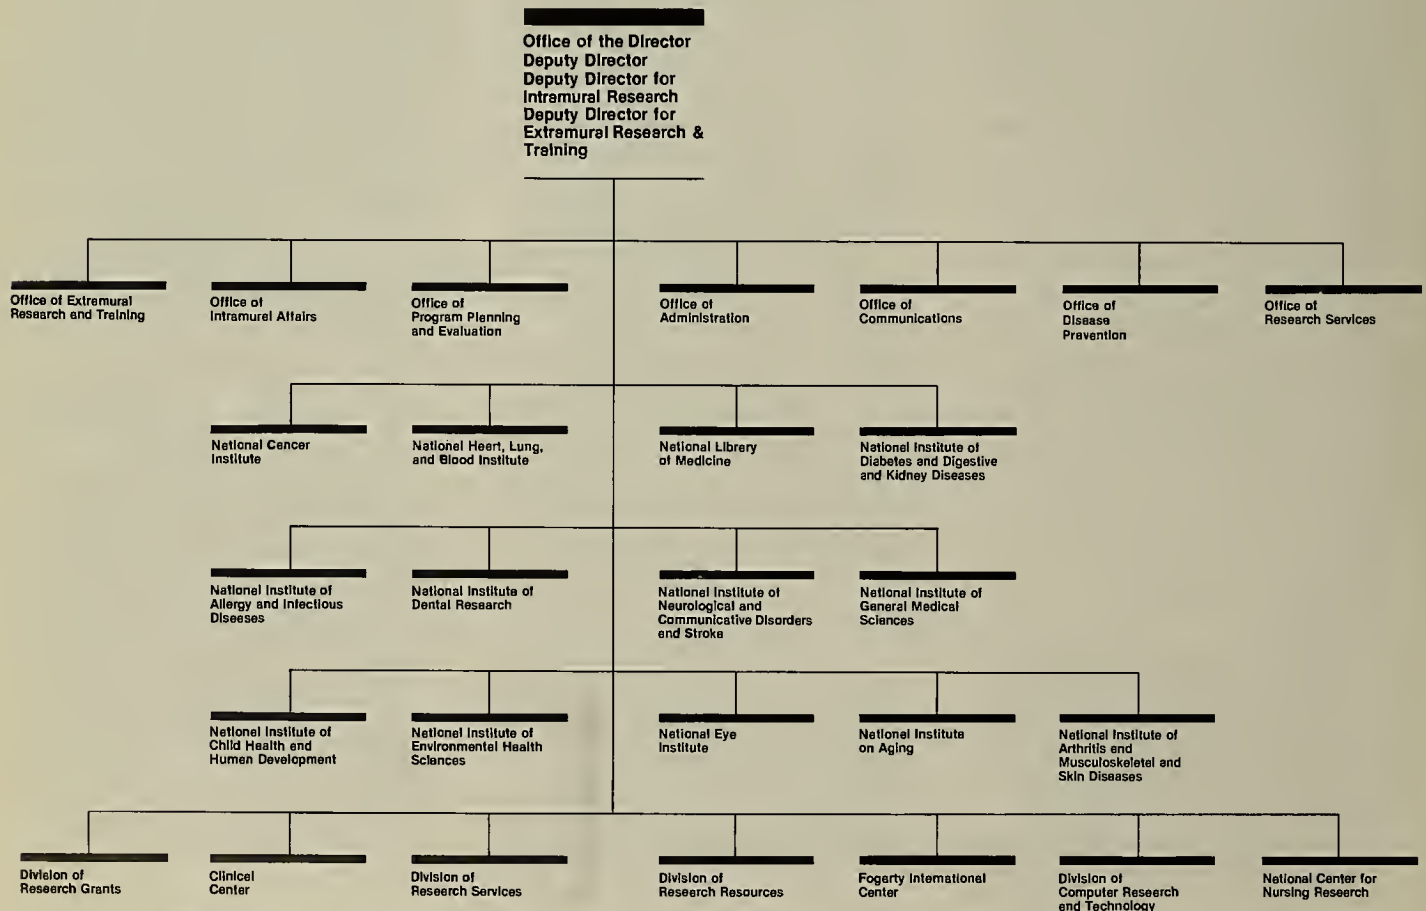 Office of the Director
Deputy Director
Deputy Director for
Intramural Research
Deputy Director for
Extramural Research &
Training
Office of Extramural
Research and Training
Office of
Intramural Affairs
Office of
Program Planning
and Evaluation
Office of
Administration
Office of
Communications
Office of
Disease
Prevention
Office of
Research Services
National Cancer
Institute
National Heart, Lung,
and Blood Institute
National Library
of Medicine
National Institute of
Diabetes and Digestive
and Kidney Diseases
National Institute of
Allergy and Infectious
Diseases
National Institute of
Dental Research
National Institute of
Neurological and
Communicative Disorders
and Stroke
National Institute of
General Medical
Sciences
National Institute of
Child Health and
Human Development
National Institute of
Environmental Health
Sciences
National Eye
Institute
National Institute
on Aging
National Institute of
Arthritis and
Musculoskeletal and
Skin Diseases
Division of
Research Grants
Clinical
Center
Division of
Research Services
Division of
Research Resources
Fogarty International
Center
Division of
Computer Research
and Technology
National Center for
Nursing Research